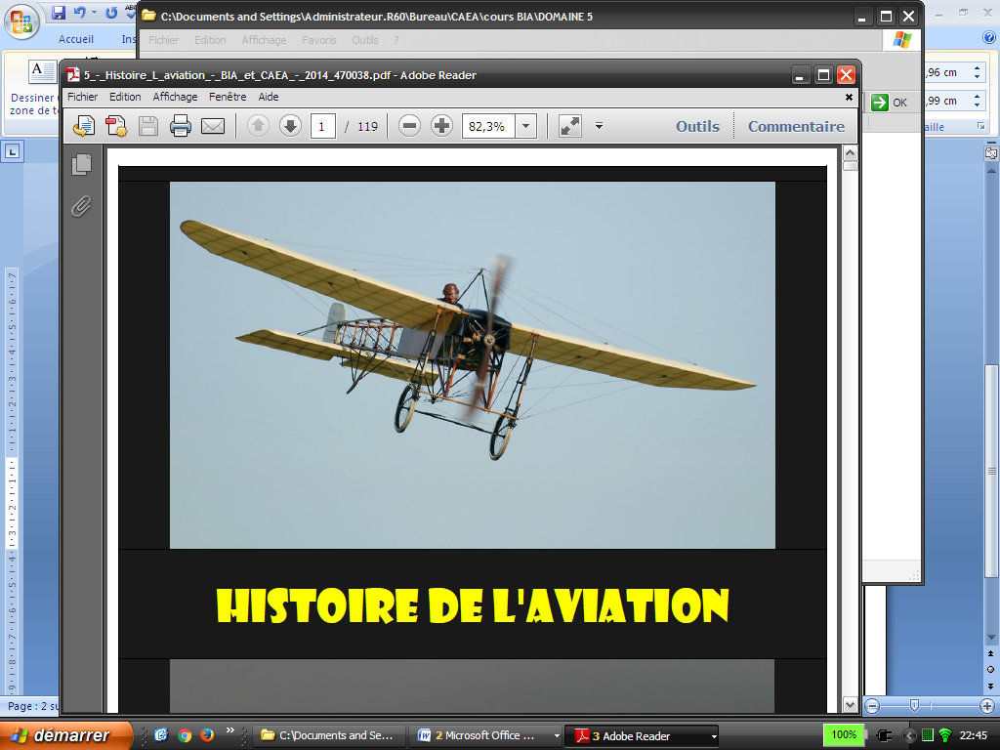 C:\Documents and Settings\Administrateur.R60\Bureau\CAEA\cours BIA\DOMAINE 5
Fichier Edition Affichage Favoris Outils ?
Accueil Ins
A
Dessiner
zone de te
,96 cm
,99 cm
aille
OK
5_-_Histoire_L_aviation_-_BIA_et_CAEA_-_2014_470038.pdf - Adobe Reader
Fichier Edition Affichage Fenêtre Aide
1 / 119 82,3% Outils Commentaire
HISTOIRE DE L'AVIATION
Page : 2 su
démarrer » C:\Documents and Se... 2 Microsoft Office ... 3 Adobe Reader 100% 22:45